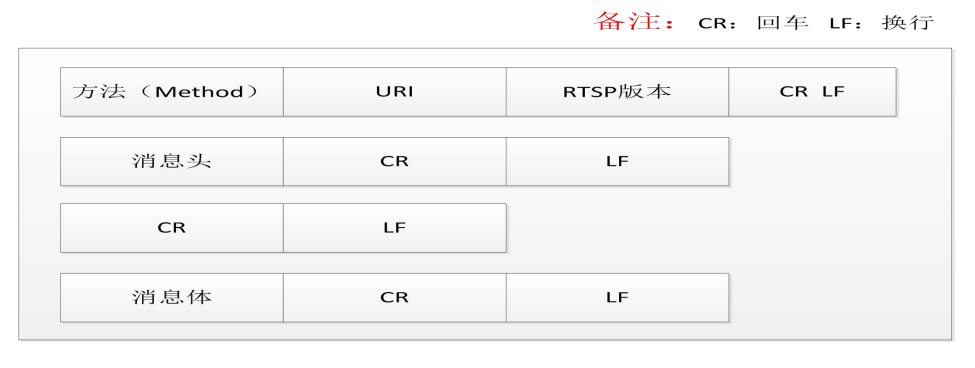 备注：CR：回车 LF：换行
方法（Method） URI RTSP版本 CR LF
消息头 CR LF
CR LF
消息体 CR LF